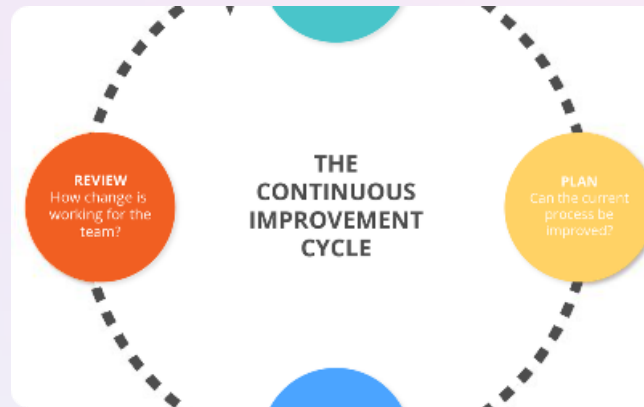 REVIEW
How change is
working for the
team?
THE
CONTINUOUS
IMPROVEMENT
CYCLE
PLAN
Can the current
process be
improved?